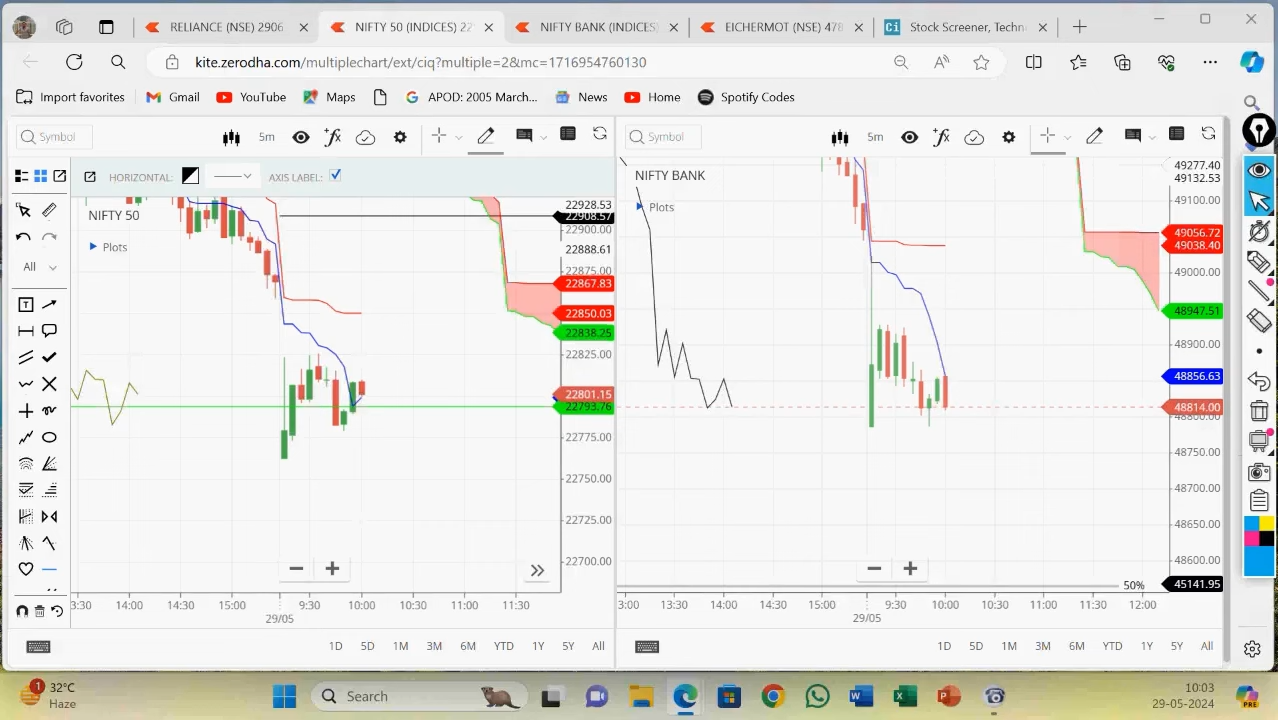 RELIANCE (NSE) 2906
NIFTY 50 (INDICES) 22
NIFTY BANK (INDICES
EICHERMOT (NSE) 478
Ci Stock Screener, Techn
kite.zerodha.com/multiplechart/ext/ciq?multiple=2&mc=1716954760130
Import favorites
Gmail
YouTube
Maps
APOD: 2005 March...
News
Home
Spotify Codes
Symbol
5m
Symbol
5m
HORIZONTAL:
AXIS LABEL:
NIFTY 50
Plots
All
22928.53
22908.57
22900.00
22888.61
22875.00
22867.83
22850.03
22838.25
22825.00
22801.15
22793.76
22775.00
22750.00
22725.00
22700.00
3:30 14:00 14:30 15:00 9:30 10:00 10:30 11:00 11:30
29/05
1D 5D 1M 3M 6M YTD 1Y 5Y All
NIFTY BANK
Plots
49277.40
49132.53
49100.00
49056.72
49038.40
49000.00
48947.51
48900.00
48856.63
48814.00
48800.00
48750.00
48700.00
48650.00
48600.00
50%
45141.95
3:00 13:30 14:00 14:30 15:00 9:30 10:00 10:30 11:00 11:30 12:00
29/05
1D 5D 1M 3M 6M YTD 1Y 5Y All
1
32°C
Haze
Search
10:03
29-05-2024
PRE